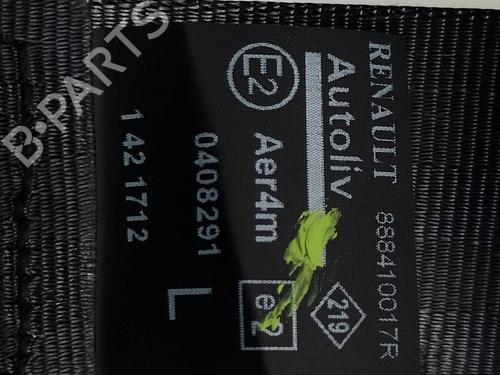 RENAULT 888410017R
Autoliv
219
E2 Aer4m e2
0408291 L
1 42 1712
B-PARTS